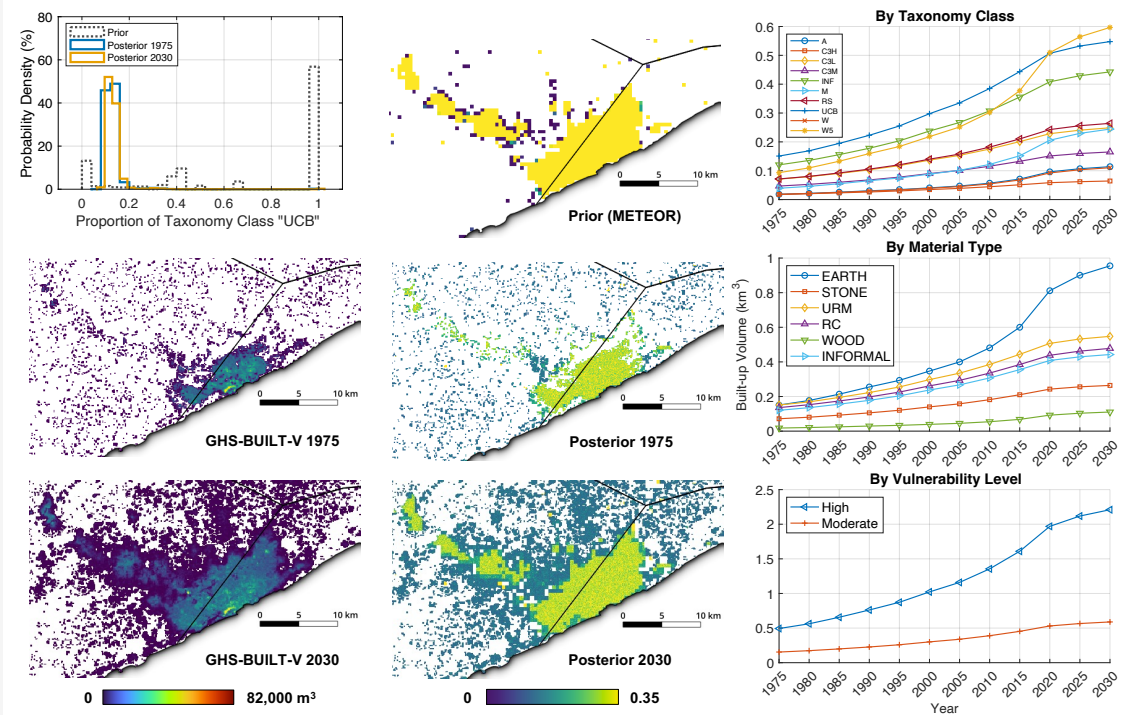 80
60
40
20
0
0 0.2 0.4 0.6 0.8 1
Probability Density (%)
Proportion of Taxonomy Class "UCB"
Prior
Posterior 1975
Posterior 2030
0 5 10 km
Prior (METEOR)
By Taxonomy Class
0.6
0.5
0.4
0.3
0.2
0.1
0
A
C3H
C3L
C3M
INF
M
RS
UCB
W
W5
1975 1980 1985 1990 1995 2000 2005 2010 2015 2020 2025 2030
0 5 10 km
GHS-BUILT-V 1975
0 5 10 km
Posterior 1975
By Material Type
1
0.8
0.6
0.4
0.2
0
EARTH
STONE
URM
RC
WOOD
INFORMAL
Built-up Volume (km³)
1975 1980 1985 1990 1995 2000 2005 2010 2015 2020 2025 2030
0 5 10 km
GHS-BUILT-V 2030
0 82,000 m³
0 5 10 km
Posterior 2030
0 0.35
By Vulnerability Level
2.5
2
1.5
1
0.5
0
High
Moderate
1975 1980 1985 1990 1995 2000 2005 2010 2015 2020 2025 2030
Year